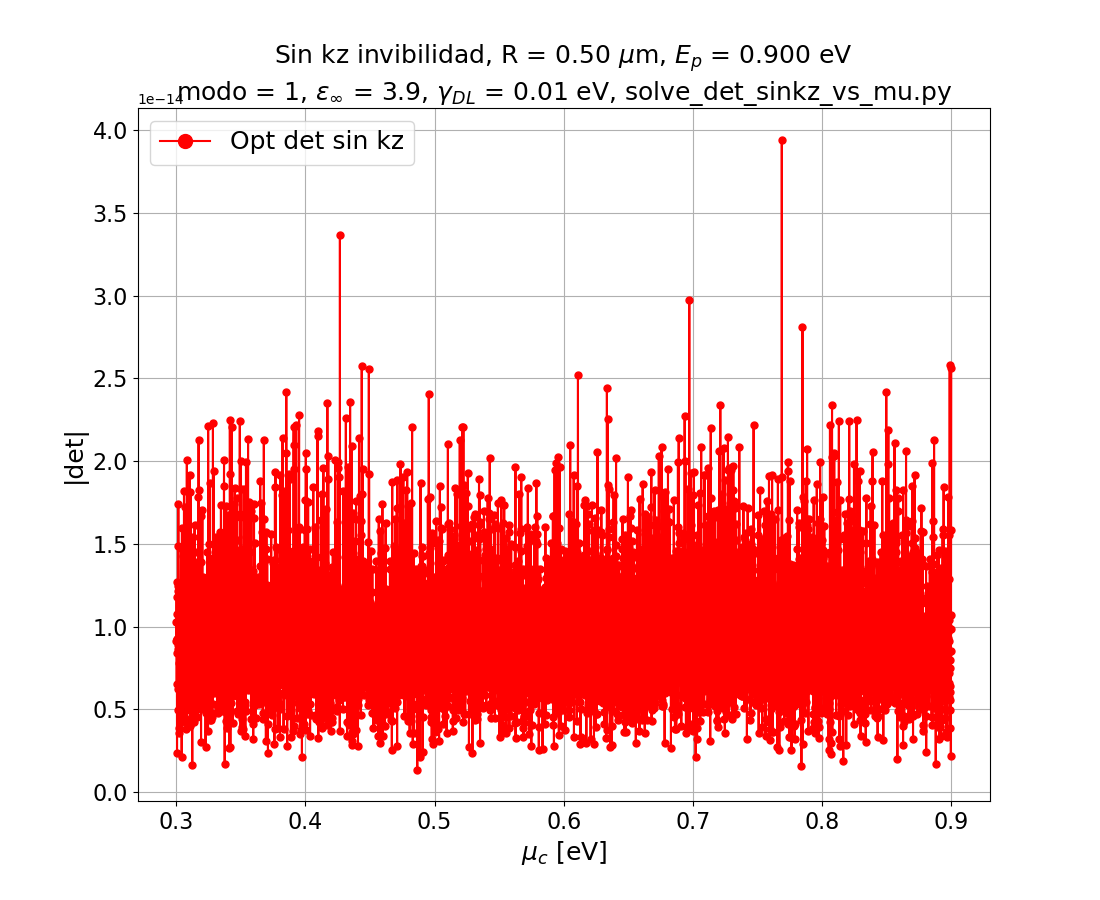 Sin kz invibilidad, R = 0.50 μm, E_p = 0.900 eV
modo = 1, ε_∞ = 3.9, γ_DL = 0.01 eV, solve_det_sinkz_vs_mu.py
1e−14
Opt det sin kz
4.0
3.5
3.0
2.5
2.0
1.5
1.0
0.5
0.0
|det|
0.3 0.4 0.5 0.6 0.7 0.8 0.9
μ_c [eV]